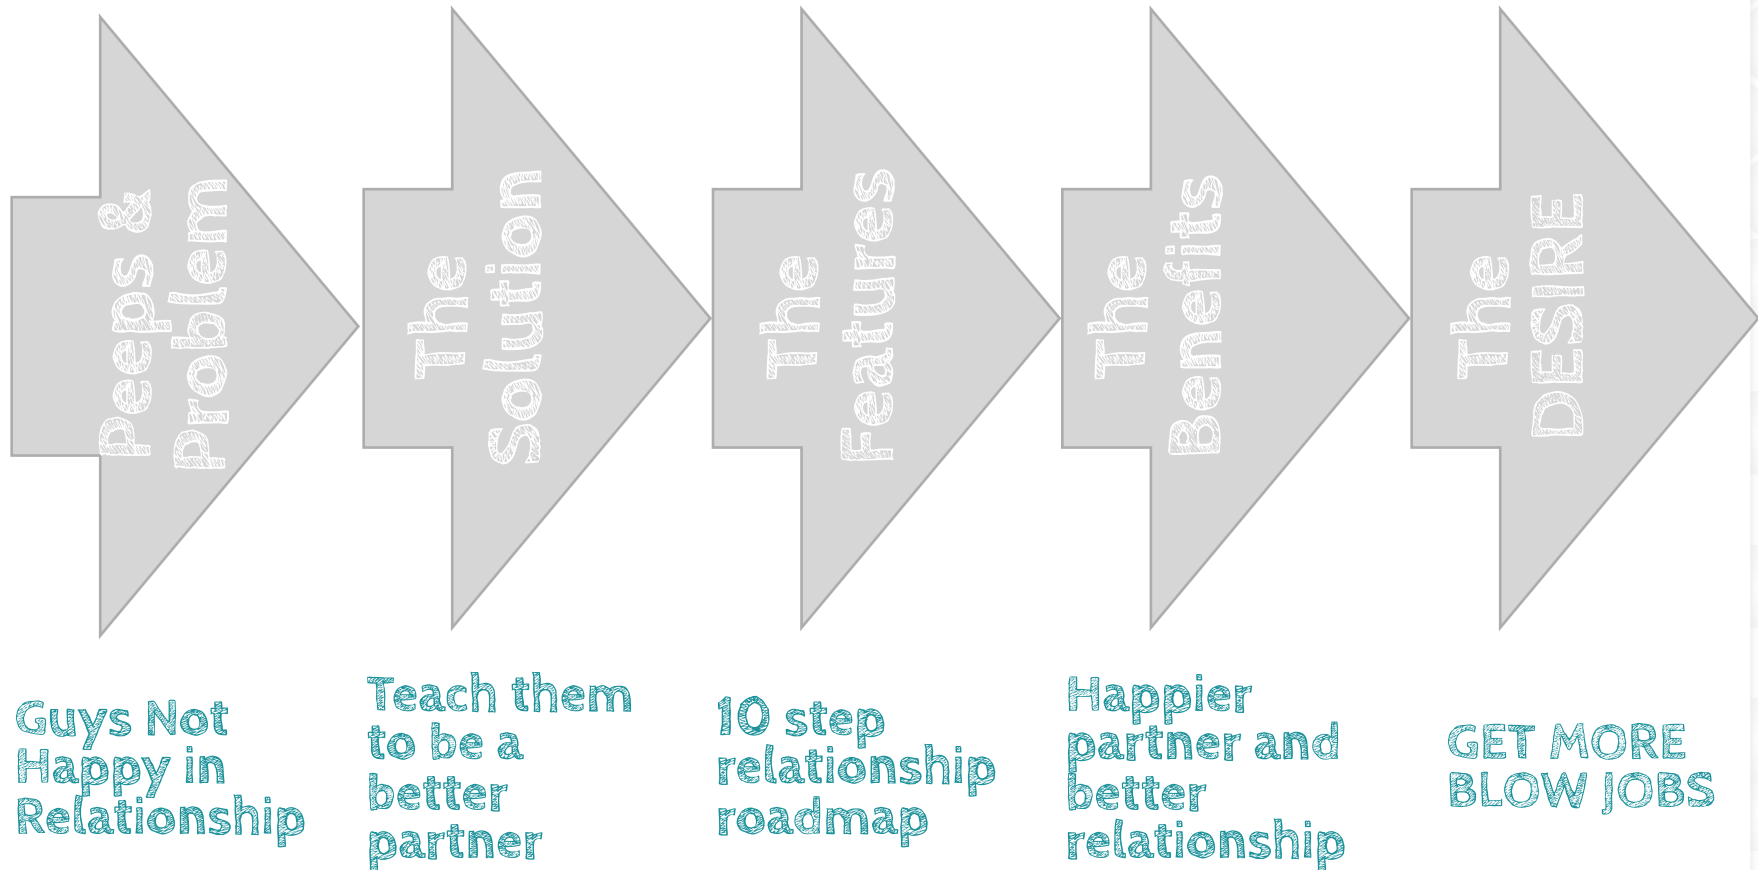 Peeps &
Problem
The
Solution
The
Features
The
Benefits
The
DESIRE
Guys Not
Happy in
Relationship
Teach them
to be a
better
partner
10 step
relationship
roadmap
Happier
partner and
better
relationship
GET MORE
BLOW JOBS